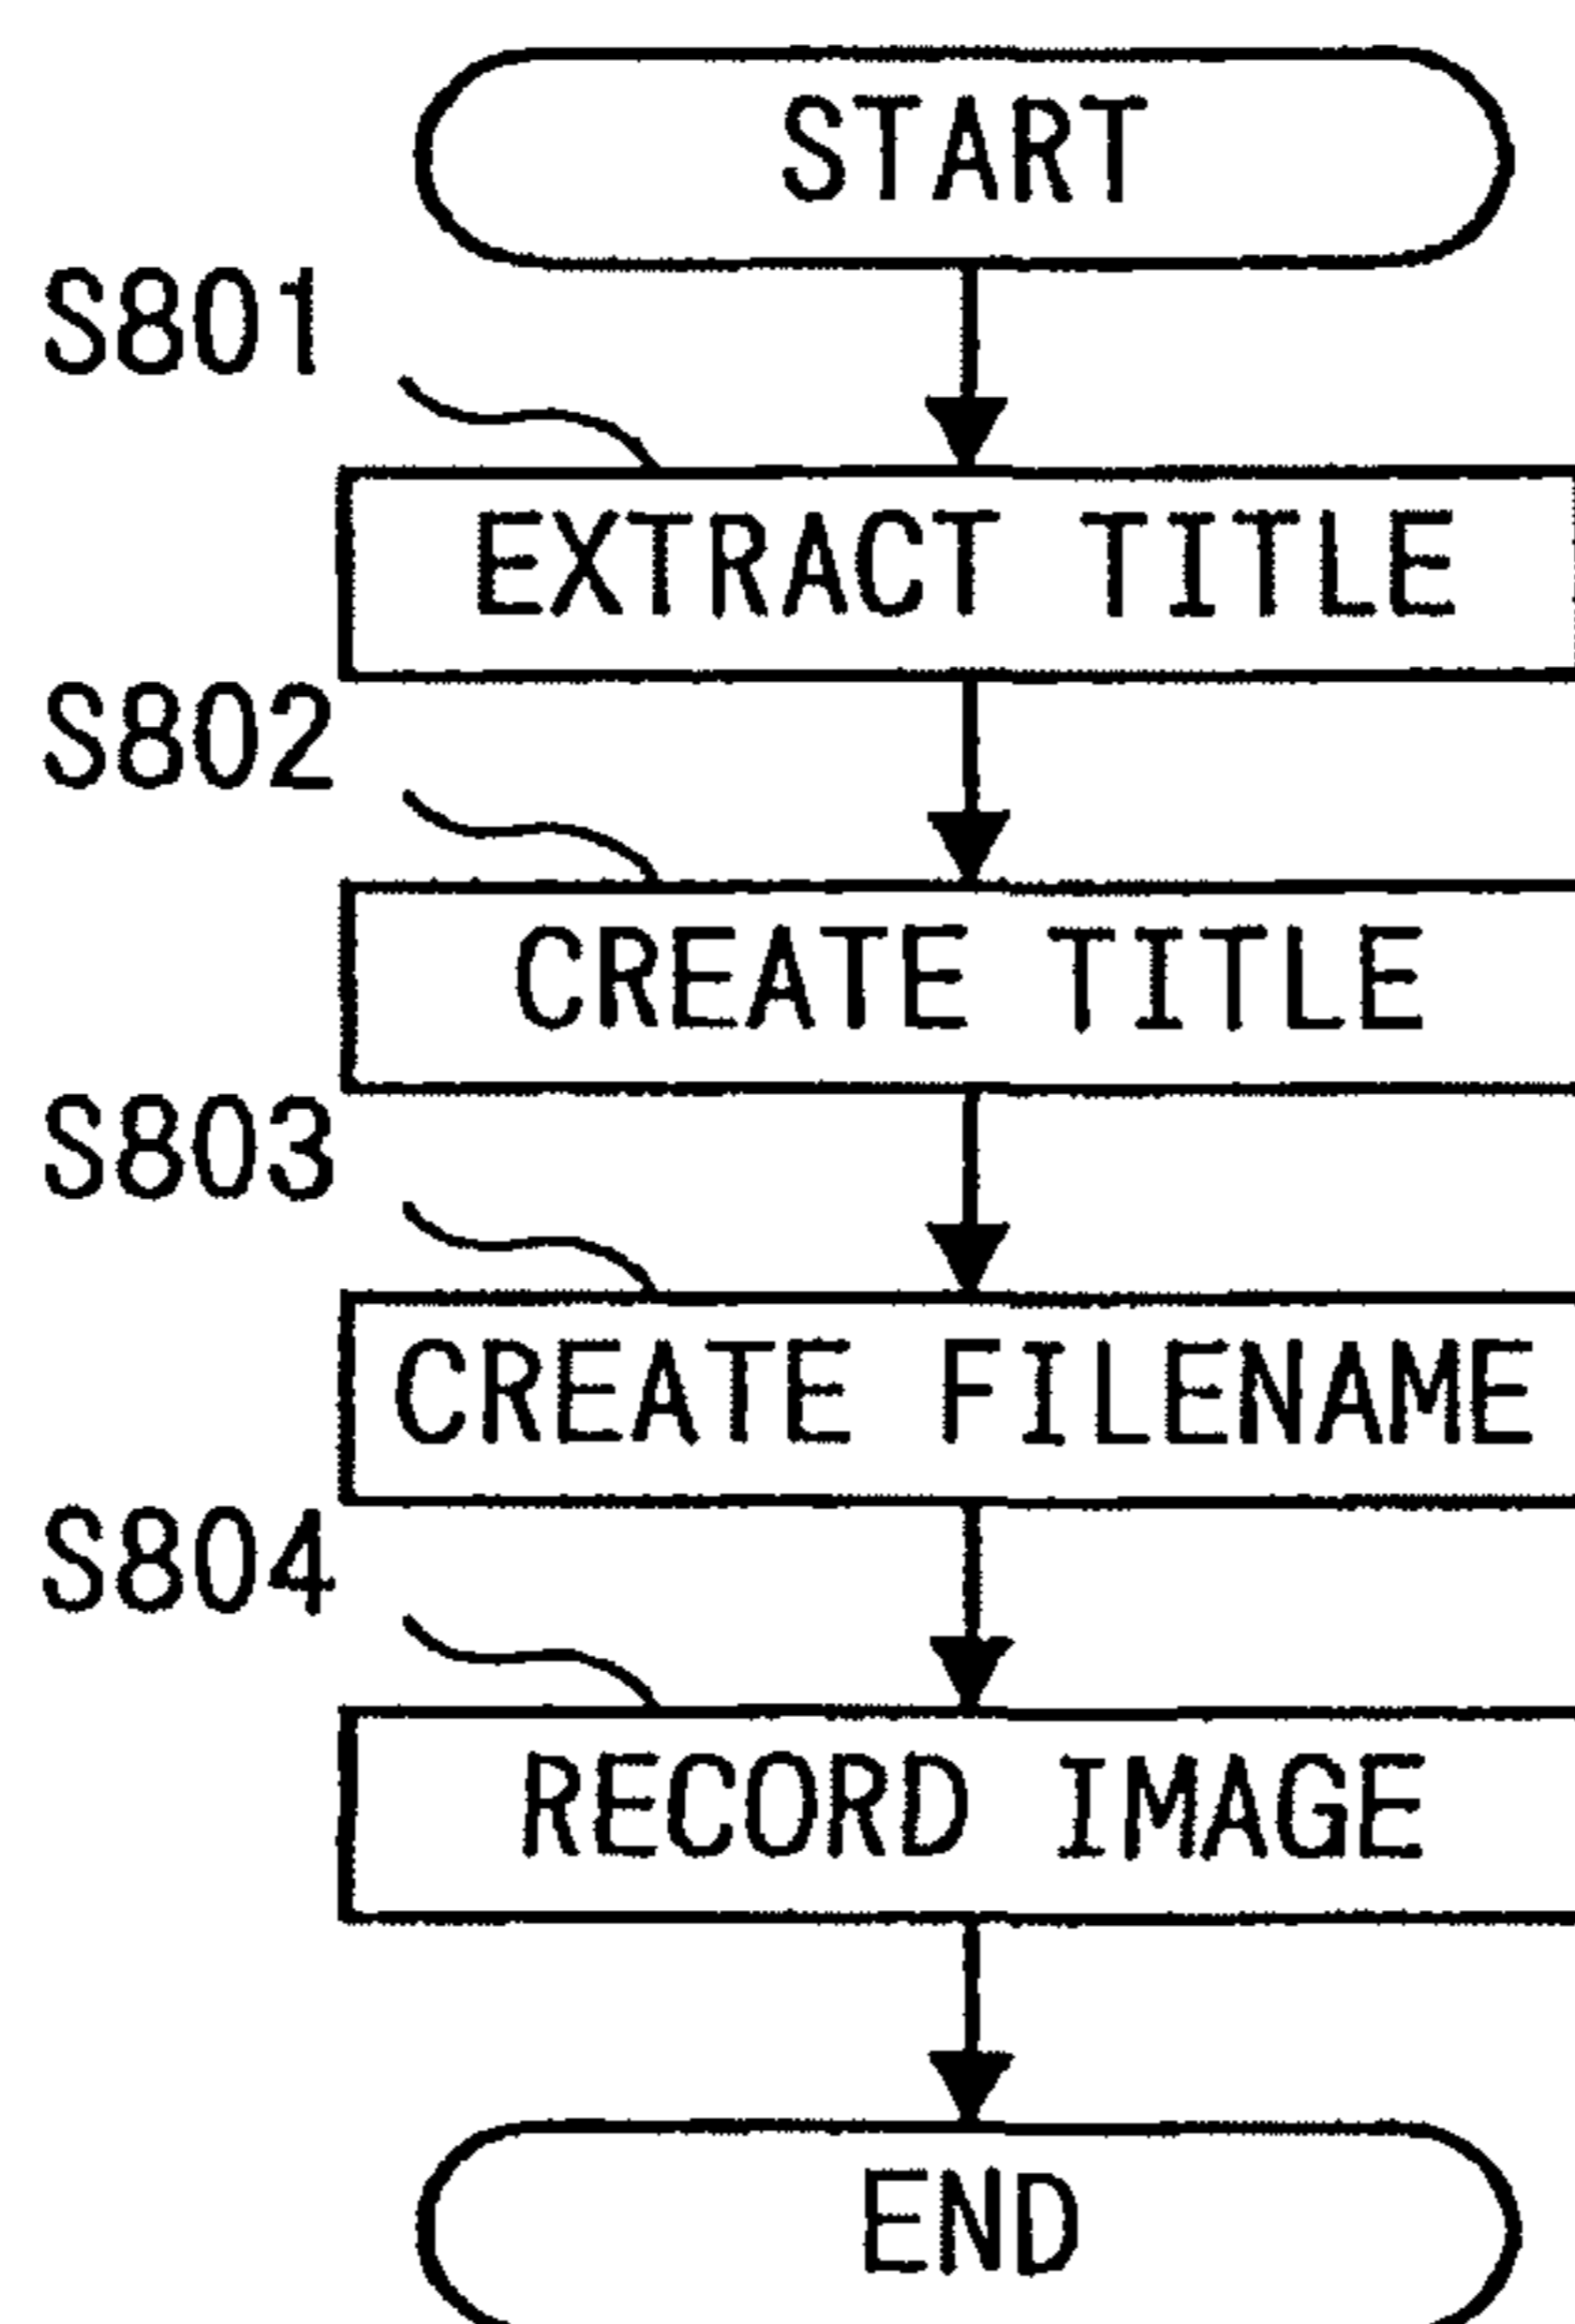 START
S801
EXTRACT TITLE
S802
CREATE TITLE
S803
CREATE FILENAME
S804
RECORD IMAGE
END